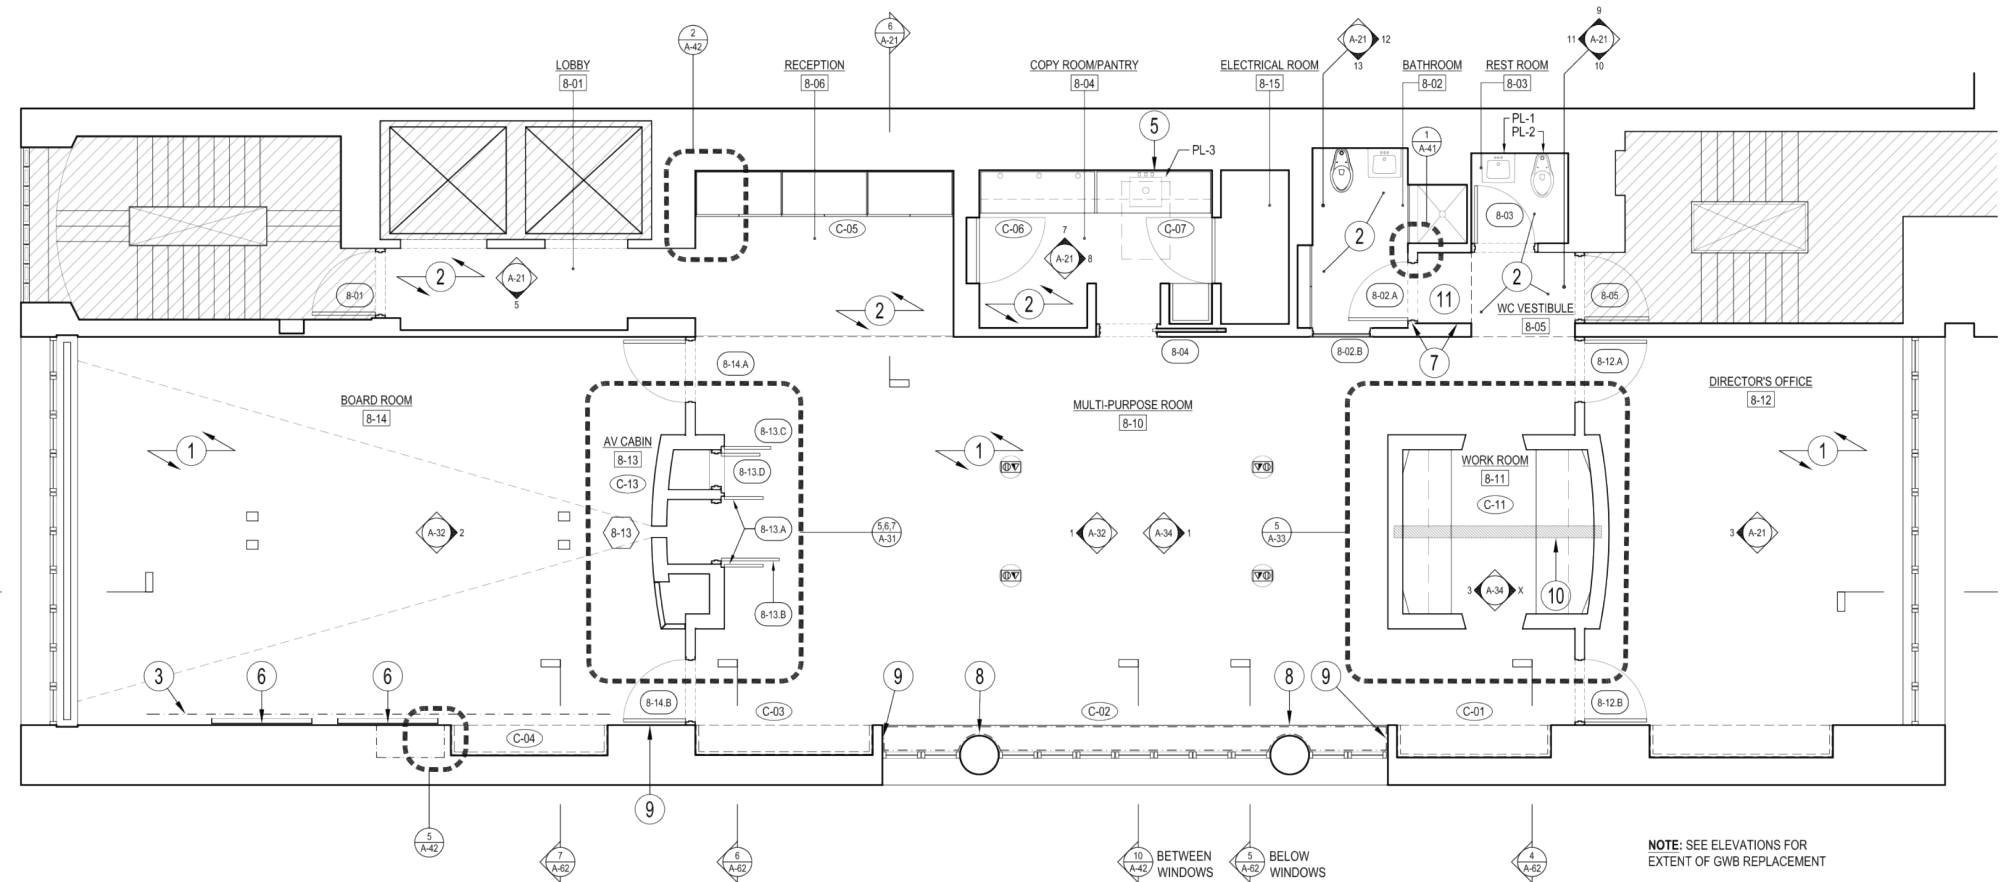 9
6
A-21
A-21
12
13
11
A-21
10
2
A-42
LOBBY
8-01
RECEPTION
8-06
COPY ROOM/PANTRY
8-04
ELECTRICAL ROOM
8-15
BATHROOM
8-02
REST ROOM
8-03
PL-1
PL-2
5
PL-3
1
A-41
C-05
C-06
C-07
2
8-03
2
7
A-21
8
A-21
5
2
2
2
2
8-01
8-02.A
11
8-05
WC VESTIBULE
8-05
8-04
8-02.B
7
8-14.A
8-12.A
BOARD ROOM
8-14
MULTI-PURPOSE ROOM
8-10
DIRECTOR'S OFFICE
8-12
1
AV CABIN
8-13
C-13
8-13.C
8-13.D
1
WORK ROOM
8-11
C-11
1
A-32
2
8-13
8-13.A
5,6,7
A-31
1
A-32
A-34
1
5
A-33
3
A-21
8-13.B
3
A-34
X
10
3
6
6
8-14.B
9
8
8
9
8-12.B
C-04
C-03
C-02
C-01
9
5
A-42
7
A-62
6
A-62
10
A-42
BETWEEN
WINDOWS
5
A-62
BELOW
WINDOWS
4
A-62
NOTE: SEE ELEVATIONS FOR
EXTENT OF GWB REPLACEMENT